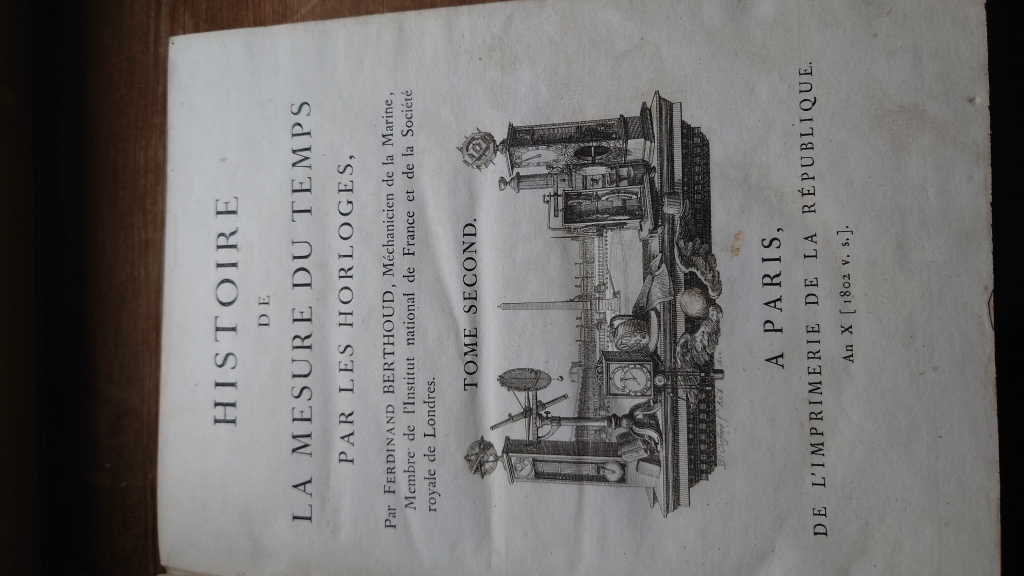 HISTOIRE
DE
LA MESURE DU TEMPS
PAR LES HORLOGES,
Par FERDINAND BERTHOUD, Méchanicien de la Marine,
Membre de l'Institut national de France et de la Société
royale de Londres.
TOME SECOND.
A PARIS,
DE L'IMPRIMERIE DE LA RÉPUBLIQUE.
An X [1802 v. s.].